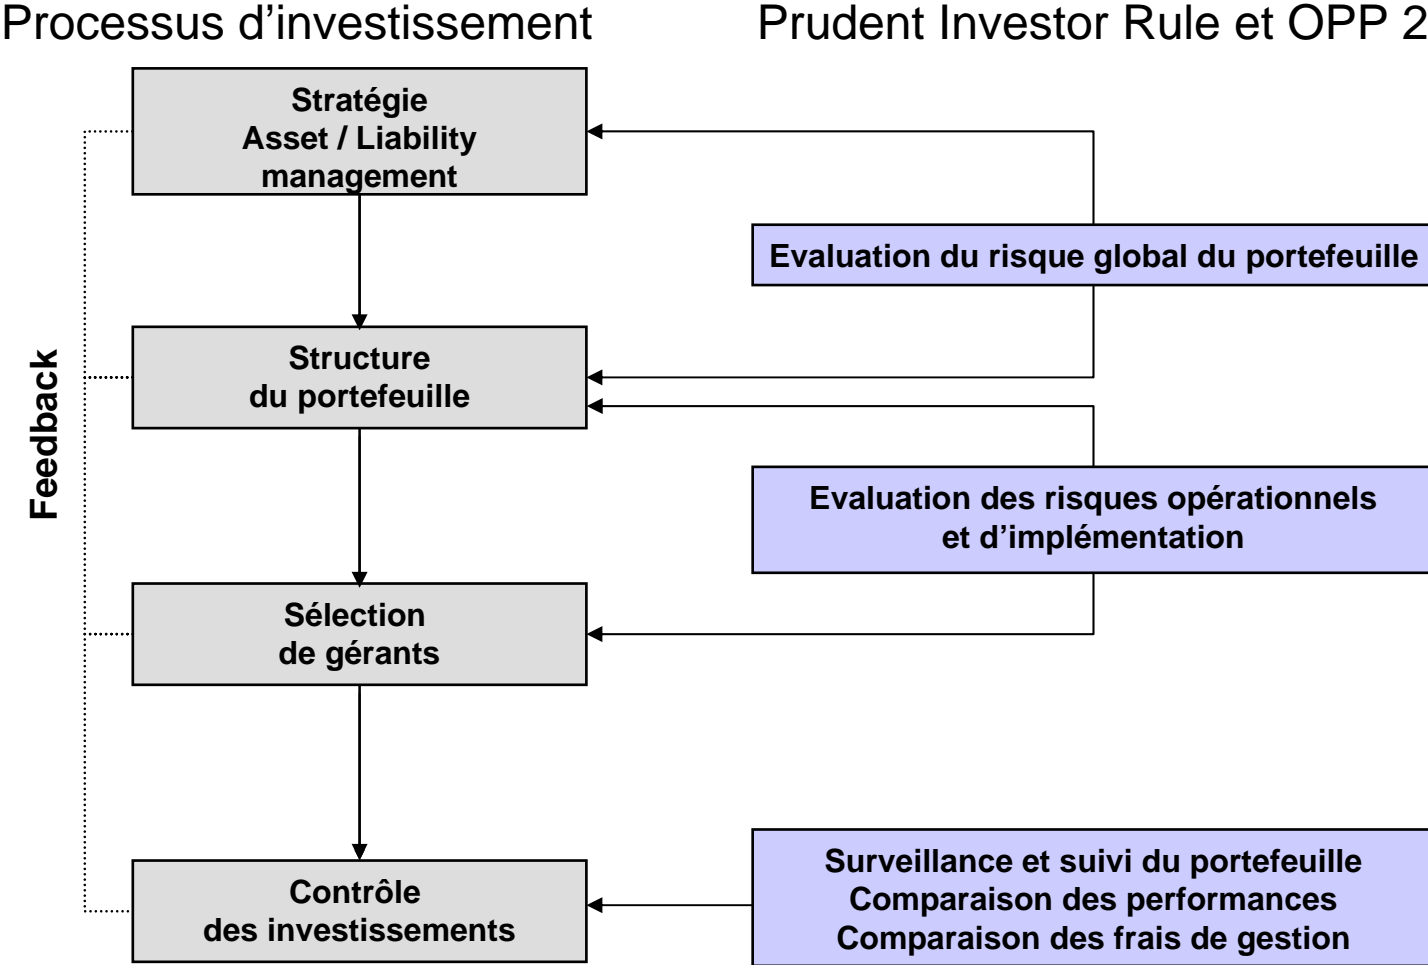 Processus d’investissement
Prudent Investor Rule et OPP 2
Stratégie
Asset / Liability
management
Evaluation du risque global du portefeuille
Structure
du portefeuille
Feedback
Evaluation des risques opérationnels
et d’implémentation
Sélection
de gérants
Surveillance et suivi du portefeuille
Comparaison des performances
Comparaison des frais de gestion
Contrôle
des investissements